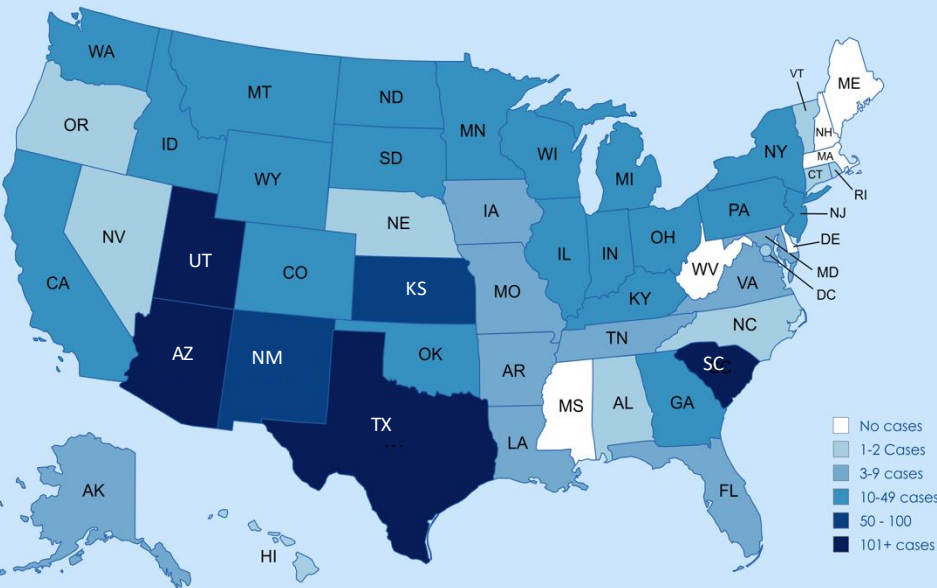 WA
MT
ND
MN
OR
ID
SD
WI
WY
MI
NY
VT
ME
NH
MA
CT
RI
NV
NE
IA
PA
NJ
CA
UT
CO
IL
IN
OH
DE
KS
MO
WV
VA
MD
DC
KY
AZ
NM
OK
TN
NC
AR
SC
TX
MS
AL
GA
LA
AK
FL
HI
No cases
1-2 Cases
3-9 cases
10-49 cases
50 - 100
101+ cases